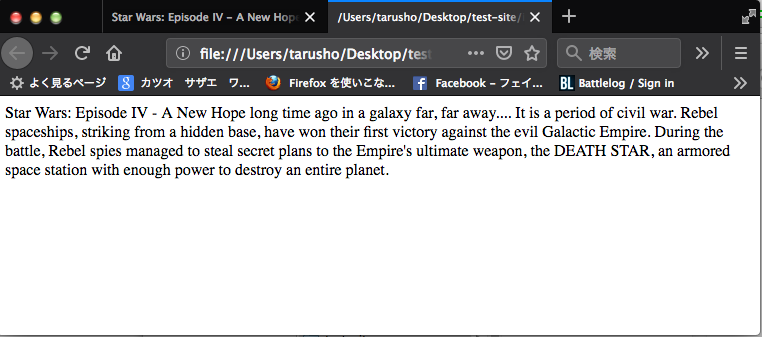 Star Wars: Episode IV – A New Hop
/Users/tarusho/Desktop/test-site/
file:///Users/tarusho/Desktop/test
検索
よく見るページ
カツオ サザエ ワ...
Firefox を使いこな...
Facebook – フェイ...
BL Battlelog / Sign in
Star Wars: Episode IV - A New Hope long time ago in a galaxy far, far away.... It is a period of civil war. Rebel
spaceships, striking from a hidden base, have won their first victory against the evil Galactic Empire. During the
battle, Rebel spies managed to steal secret plans to the Empire's ultimate weapon, the DEATH STAR, an armored
space station with enough power to destroy an entire planet.